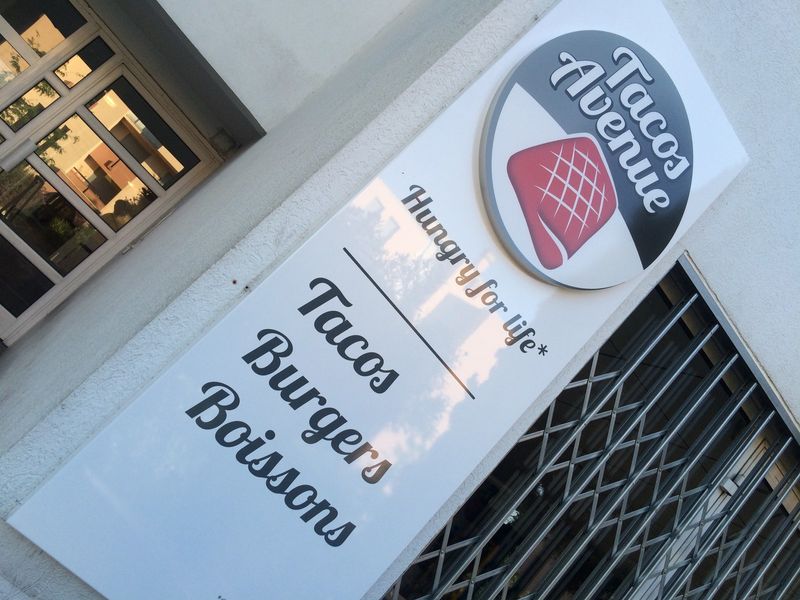 Tacos
Avenue
Hungry for life*
Tacos
Burgers
Boissons